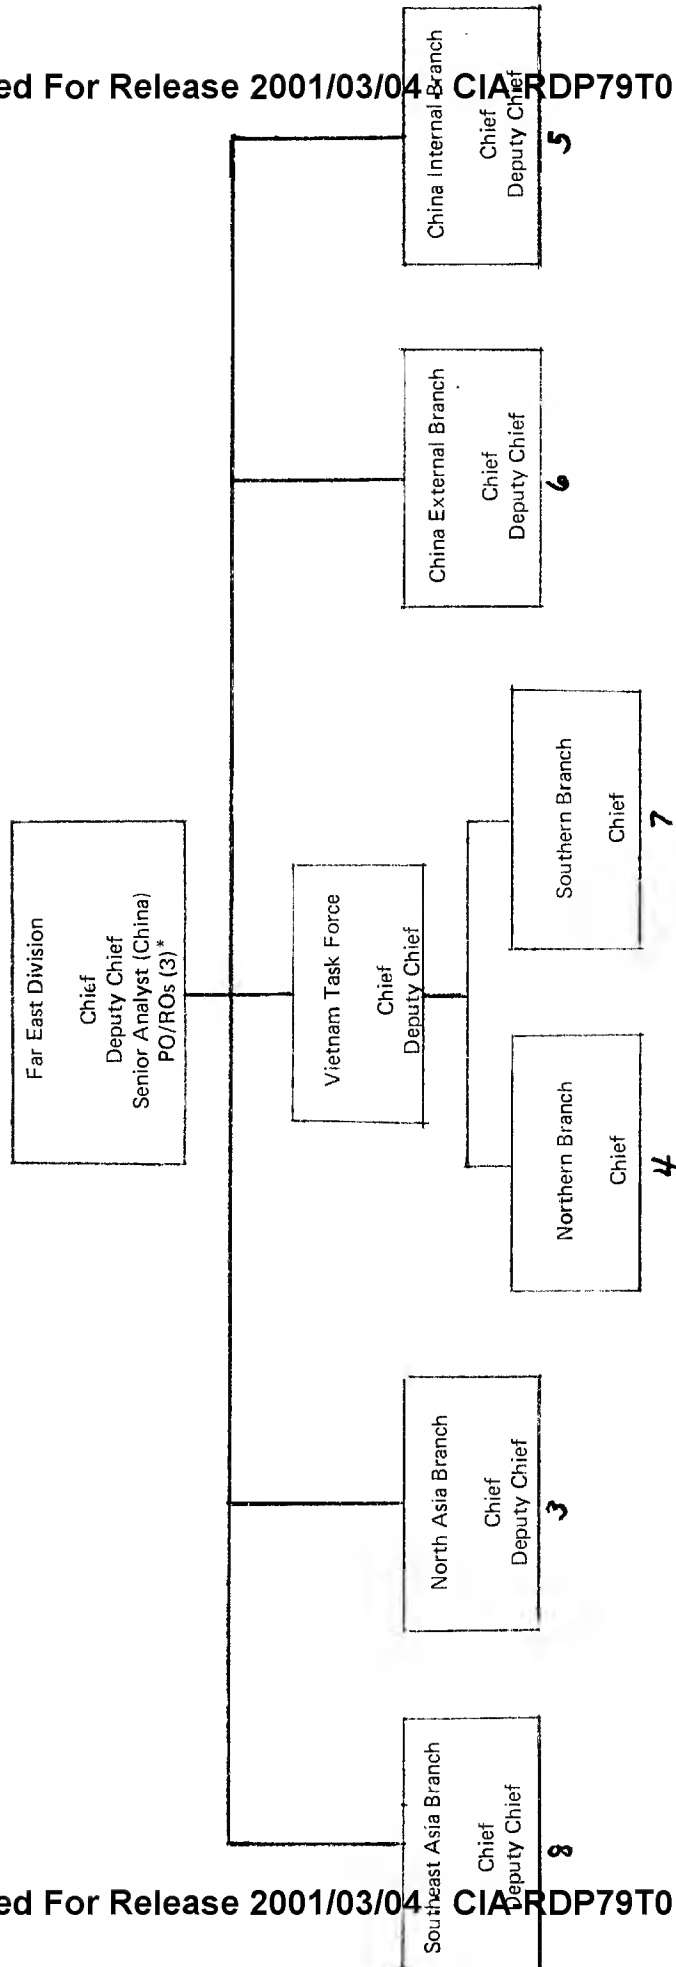 ed For Release 2001/03/04 : CIA-RDP79T0
Far East Division
Chief
Deputy Chief
Senior Analyst (China)
PO/ROs (3)*
Vietnam Task Force
Chief
Deputy Chief
Southeast Asia Branch
Chief
Deputy Chief
8
North Asia Branch
Chief
Deputy Chief
3
Northern Branch
Chief
4
Southern Branch
Chief
7
China External Branch
Chief
Deputy Chief
6
China Internal Branch
Chief
Deputy Chief
5
ed For Release 2001/03/04 : CIA-RDP79T0